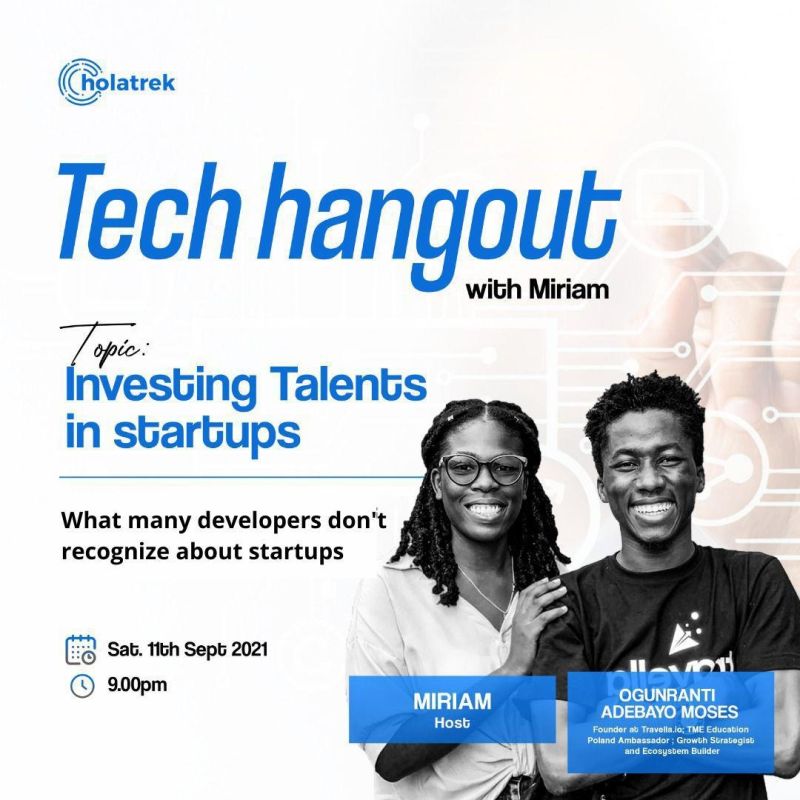 holatrek
Tech hangout
with Miriam
Topic:
Investing Talents
in startups
What many developers don't
recognize about startups
Sat. 11th Sept 2021
9.00pm
MIRIAM
Host
OGUNRANTI
ADEBAYO MOSES
Founder at Travella.io; TME Education
Poland Ambassador ; Growth Strategist
and Ecosystem Builder